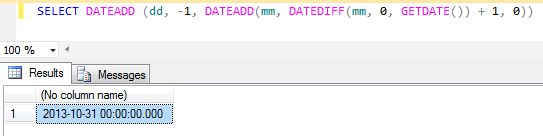 SELECT DATEADD (dd, -1, DATEADD(mm, DATEDIFF(mm, 0, GETDATE()) + 1, 0))
100 %
Results Messages
(No column name)
1 2013-10-31 00:00:00.000